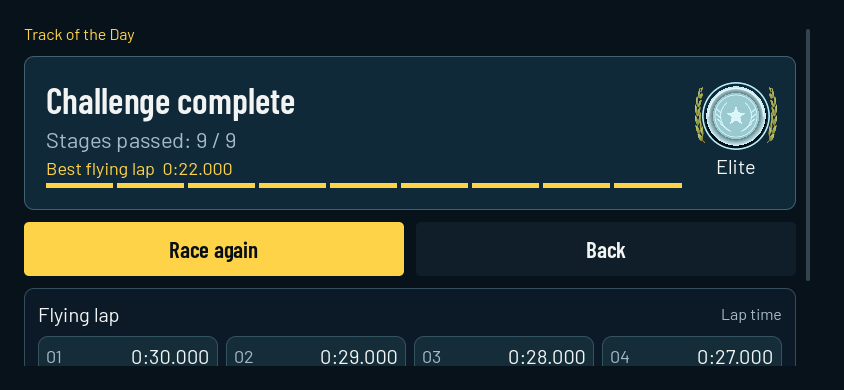 Track of the Day
Challenge complete
Stages passed: 9 / 9
Best flying lap 0:22.000
Elite
Race again
Back
Flying lap
Lap time
01 0:30.000
02 0:29.000
03 0:28.000
04 0:27.000